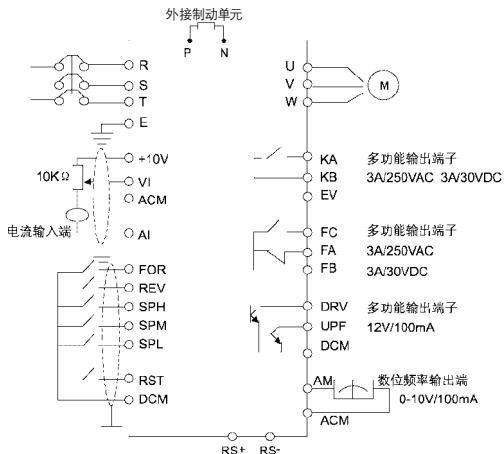 外接制动单元
P N
R
S
T
E
U
V
W
M
+10V
10KΩ
VI
ACM
电流输入端
AI
KA 多功能输出端子
KB 3A/250VAC 3A/30VDC
EV
FC 多功能输出端子
FA 3A/250VAC
FB 3A/30VDC
FOR
REV
SPH
SPM
SPL
RST
DCM
DRV 多功能输出端子
UPF 12V/100mA
DCM
AM 数位频率输出端
0-10V/100mA
ACM
RS+ RS-